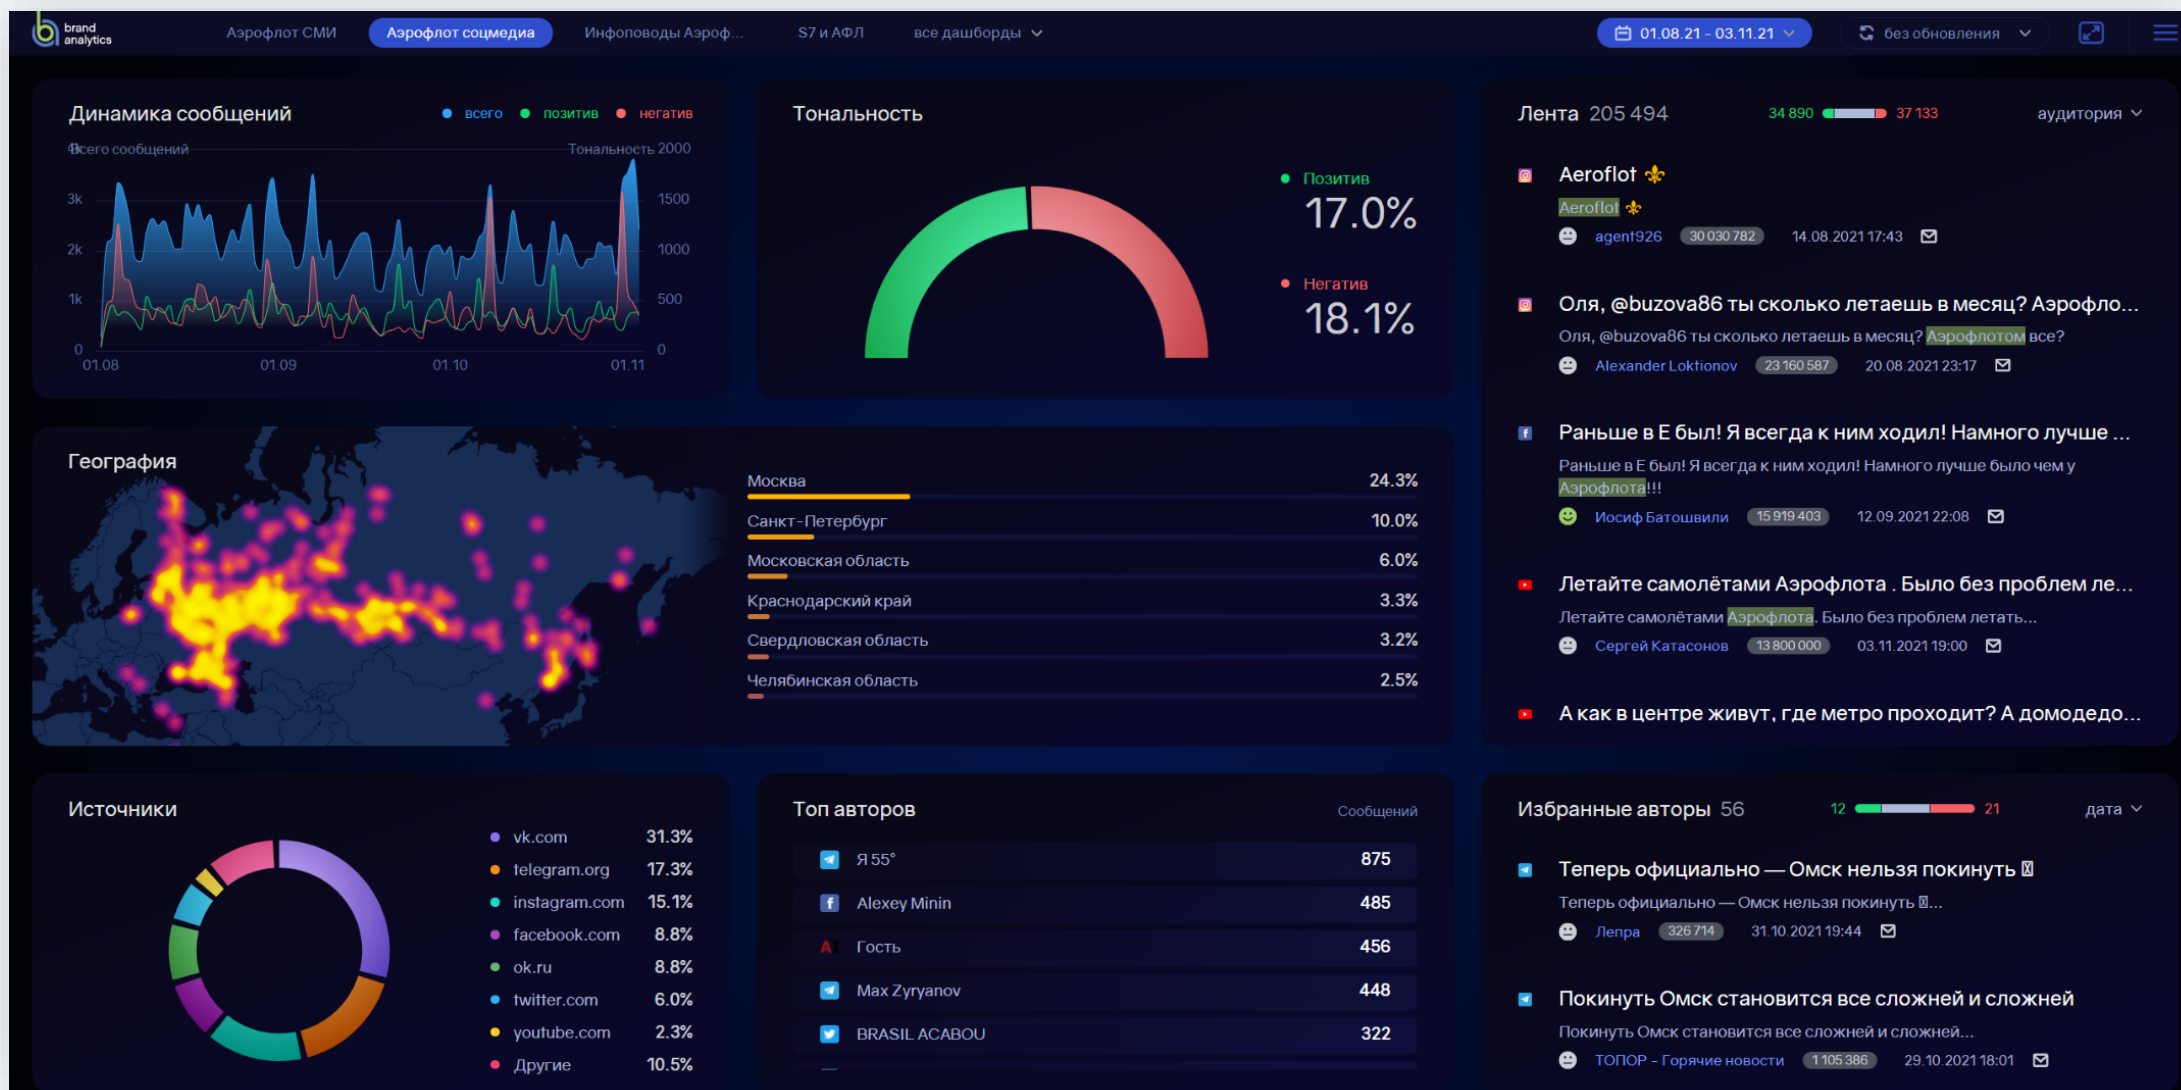 brand
analytics
Аэрофлот СМИ
Аэрофлот соцмедиа
Инфоповоды Аэроф...
S7 и АФЛ
все дашборды
01.08.21 - 03.11.21
без обновления
Динамика сообщений
всего
позитив
негатив
4k
Всего сообщений
Тональность 2000
3k
1500
2k
1000
1k
500
0
0
01.08
01.09
01.10
01.11
Тональность
Позитив
17.0%
Негатив
18.1%
География
Москва 24.3%
Санкт-Петербург 10.0%
Московская область 6.0%
Краснодарский край 3.3%
Свердловская область 3.2%
Челябинская область 2.5%
Лента 205 494
34 890
37 133
аудитория
Aeroflot ⚜
Aeroflot ⚜
agent926 30 030 782 14.08.2021 17:43
Оля, @buzova86 ты сколько летаешь в месяц? Аэрофло...
Оля, @buzova86 ты сколько летаешь в месяц? Аэрофлотом все?
Alexander Loktionov 23 160 587 20.08.2021 23:17
Раньше в Е был! Я всегда к ним ходил! Намного лучше ...
Раньше в Е был! Я всегда к ним ходил! Намного лучше было чем у
Аэрофлота!!!
Иосиф Батошвили 15 919 403 12.09.2021 22:08
Летайте самолётами Аэрофлота . Было без проблем ле...
Летайте самолётами Аэрофлота. Было без проблем летать...
Сергей Катасонов 13 800 000 03.11.2021 19:00
А как в центре живут, где метро проходит? А домодедо...
Источники
vk.com 31.3%
telegram.org 17.3%
instagram.com 15.1%
facebook.com 8.8%
ok.ru 8.8%
twitter.com 6.0%
youtube.com 2.3%
Другие 10.5%
Топ авторов
Сообщений
Я 55° 875
Alexey Minin 485
Гость 456
Max Zyryanov 448
BRASIL ACABOU 322
Избранные авторы 56
12
21
дата
Теперь официально — Омск нельзя покинуть
Теперь официально — Омск нельзя покинуть ...
Лепра 326 714 31.10.2021 19:44
Покинуть Омск становится все сложней и сложней
Покинуть Омск становится все сложней и сложней...
ТОПОР - Горячие новости 1 105 386 29.10.2021 18:01